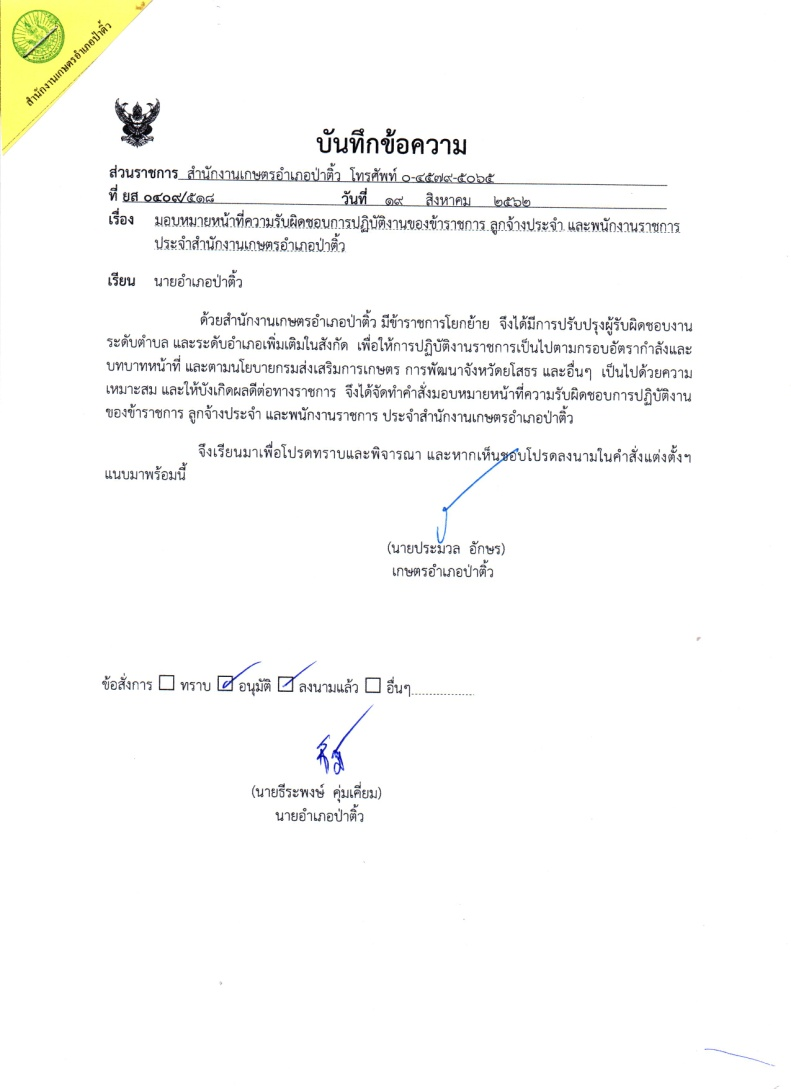 สำนักงานเกษตรอำเภอป่าติ้ว
บันทึกข้อความ
ส่วนราชการ สำนักงานเกษตรอำเภอป่าติ้ว โทรศัพท์ ๐-๔๕๗๙-๕๐๖๕
ที่ ยส ๐๔๐๙/๕๑๘ วันที่ ๑๙ สิงหาคม ๒๕๖๒
เรื่อง มอบหมายหน้าที่ความรับผิดชอบการปฏิบัติงานของข้าราชการ ลูกจ้างประจำ และพนักงานราชการ
ประจำสำนักงานเกษตรอำเภอป่าติ้ว
เรียน นายอำเภอป่าติ้ว
ด้วยสำนักงานเกษตรอำเภอป่าติ้ว มีข้าราชการโยกย้าย จึงได้มีการปรับปรุงผู้รับผิดชอบงาน
ระดับตำบล และระดับอำเภอเพิ่มเติมในสังกัด เพื่อให้การปฏิบัติงานราชการเป็นไปตามกรอบอัตรากำลังและ
บทบาทหน้าที่ และตามนโยบายกรมส่งเสริมการเกษตร การพัฒนาจังหวัดยโสธร และอื่นๆ เป็นไปด้วยความ
เหมาะสม และให้บังเกิดผลดีต่อทางราชการ จึงได้จัดทำคำสั่งมอบหมายหน้าที่ความรับผิดชอบการปฏิบัติงาน
ของข้าราชการ ลูกจ้างประจำ และพนักงานราชการ ประจำสำนักงานเกษตรอำเภอป่าติ้ว
จึงเรียนมาเพื่อโปรดทราบและพิจารณา และหากเห็นชอบโปรดลงนามในคำสั่งแต่งตั้งฯ
แนบมาพร้อมนี้
(นายประมวล อักษร)
เกษตรอำเภอป่าติ้ว
ข้อสั่งการ ☐ ทราบ ☑ อนุมัติ ☑ ลงนามแล้ว ☐ อื่นๆ..................
(นายธีระพงษ์ คุ่มเคี่ยม)
นายอำเภอป่าติ้ว